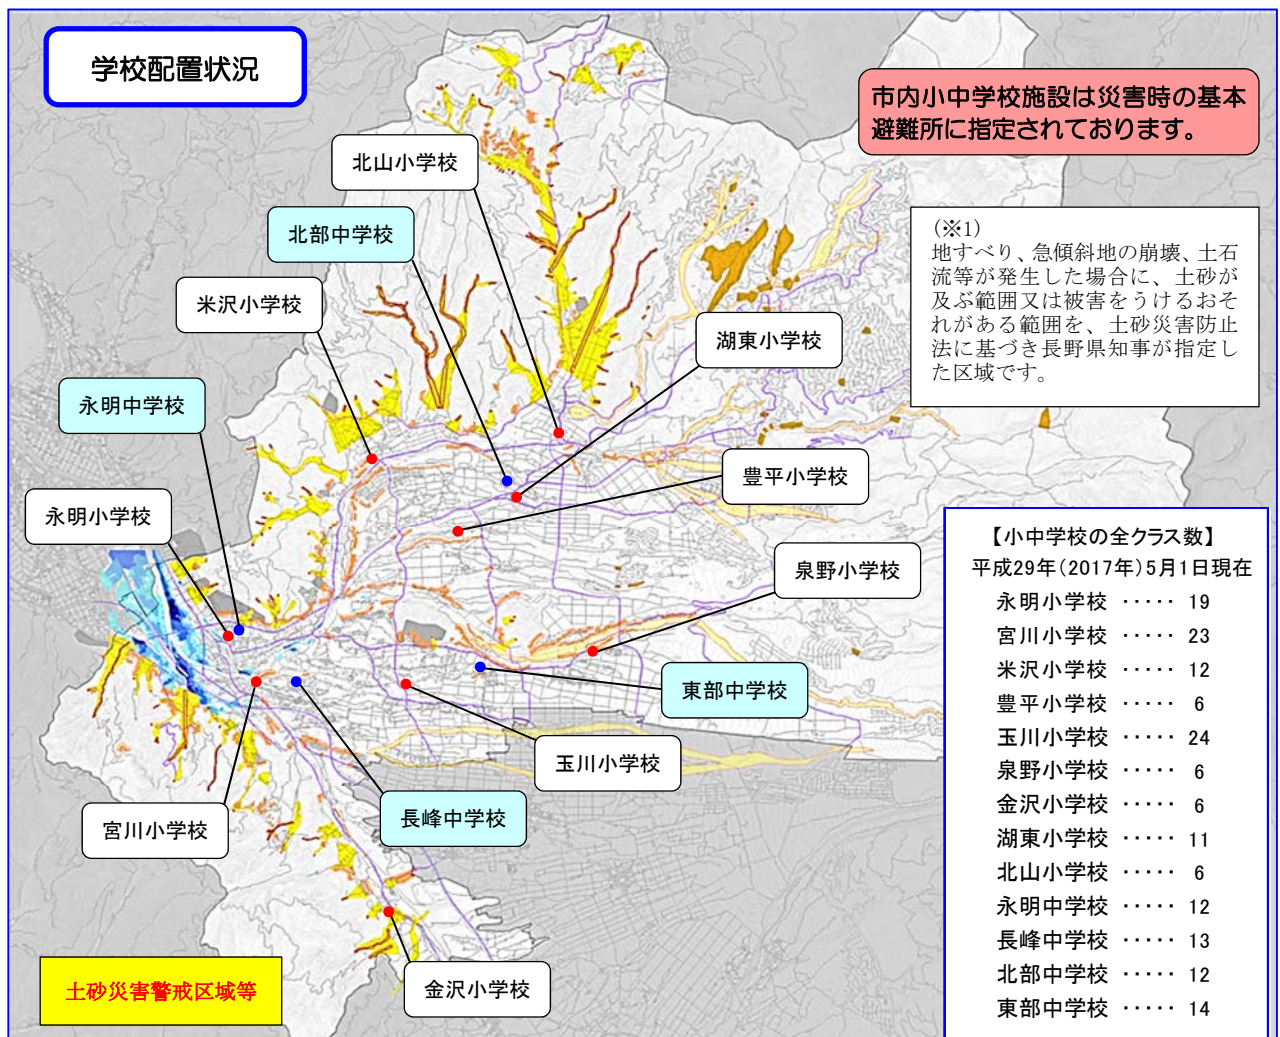 学校配置状況
市内小中学校施設は災害時の基本
避難所に指定されております。
北山小学校
北部中学校
米沢小学校
湖東小学校
永明中学校
豊平小学校
永明小学校
泉野小学校
東部中学校
玉川小学校
長峰中学校
宮川小学校
金沢小学校
土砂災害警戒区域等
(※1)
地すべり、急傾斜地の崩壊、土石
流等が発生した場合に、土砂が
及ぶ範囲又は被害をうけるおそ
れがある範囲を、土砂災害防止
法に基づき長野県知事が指定し
た区域です。
【小中学校の全クラス数】
平成29年(2017年)5月1日現在
永明小学校 ‥‥‥ 19
宮川小学校 ‥‥‥ 23
米沢小学校 ‥‥‥ 12
豊平小学校 ‥‥‥ 6
玉川小学校 ‥‥‥ 24
泉野小学校 ‥‥‥ 6
金沢小学校 ‥‥‥ 6
湖東小学校 ‥‥‥ 11
北山小学校 ‥‥‥ 6
永明中学校 ‥‥‥ 12
長峰中学校 ‥‥‥ 13
北部中学校 ‥‥‥ 12
東部中学校 ‥‥‥ 14